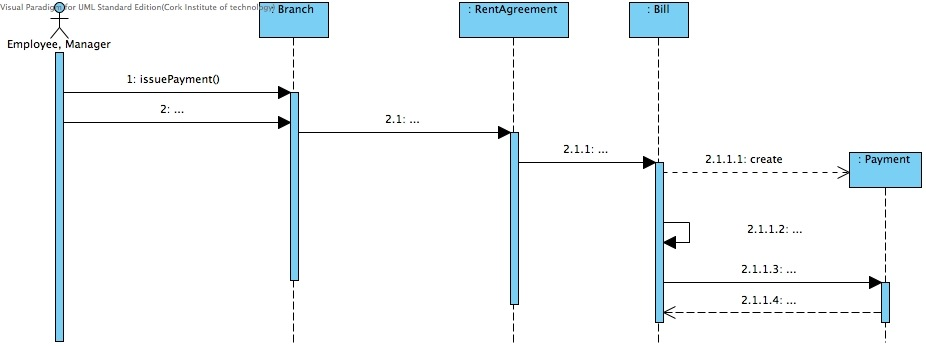 Visual Paradigm for UML Standard Edition(Cork Institute of technology)
: Branch
: RentAgreement
: Bill
Employee, Manager
1: issuePayment()
2: ...
2.1: ...
2.1.1: ...
2.1.1.1: create
: Payment
2.1.1.2: ...
2.1.1.3: ...
2.1.1.4: ...